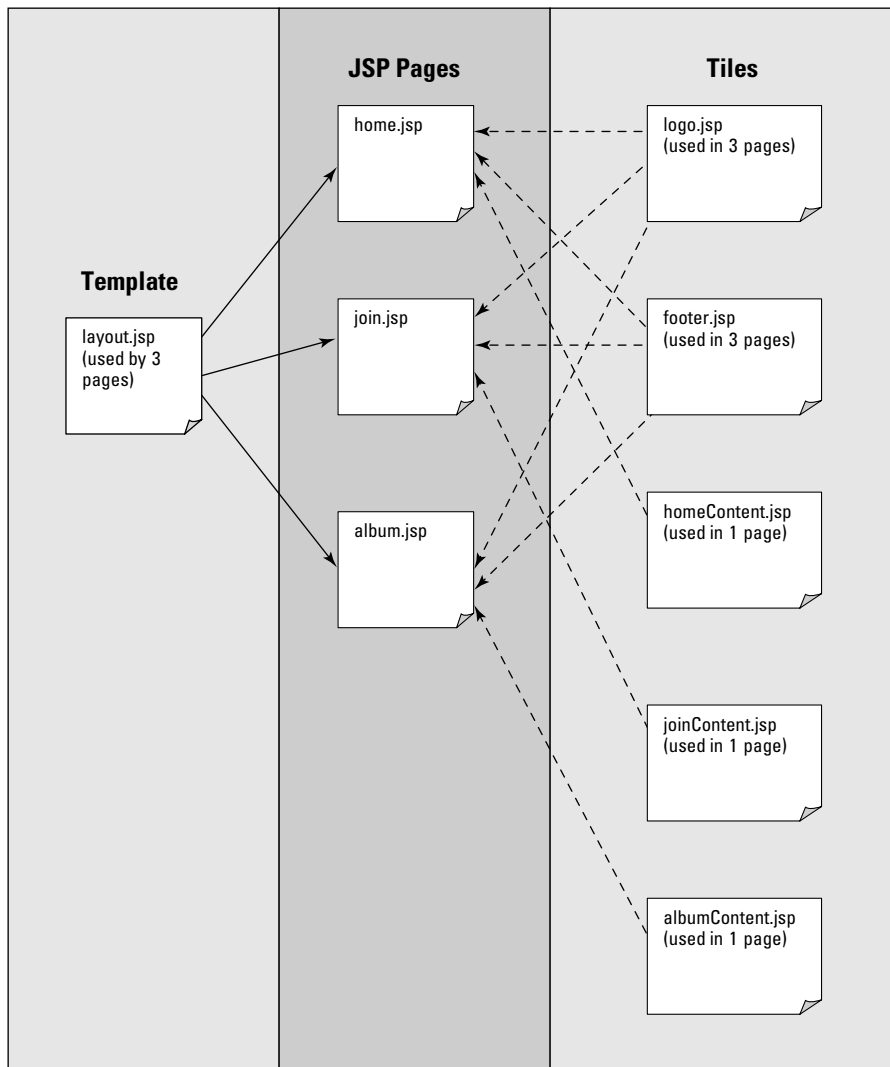 Template
layout.jsp
(used by 3
pages)
JSP Pages
home.jsp
join.jsp
album.jsp
Tiles
logo.jsp
(used in 3 pages)
footer.jsp
(used in 3 pages)
homeContent.jsp
(used in 1 page)
joinContent.jsp
(used in 1 page)
albumContent.jsp
(used in 1 page)